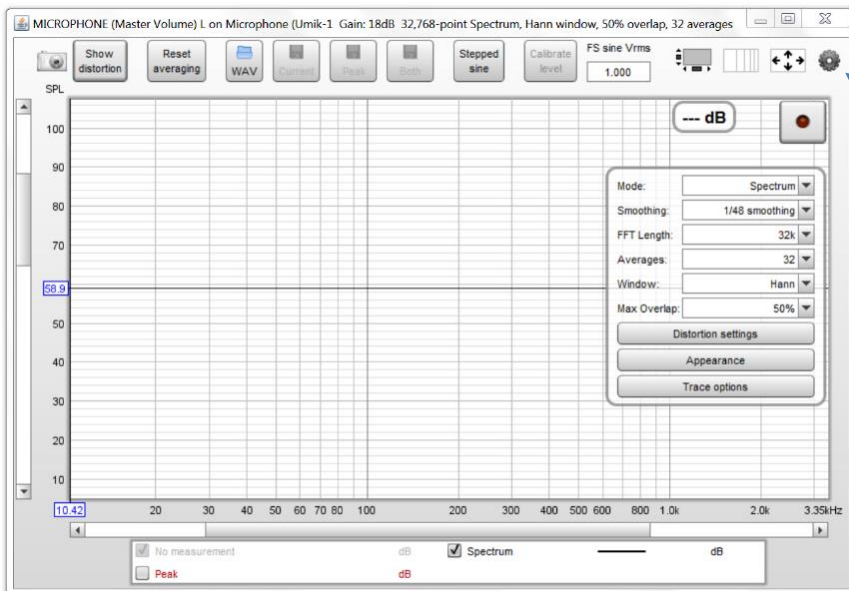 MICROPHONE (Master Volume) L on Microphone (Umik-1 Gain: 18dB 32,768-point Spectrum, Hann window, 50% overlap, 32 averages
Show distortion
Reset averaging
WAV
Current
Peak
Both
Stepped sine
Calibrate level
FS sine Vrms
1.000
SPL
--- dB
100
90
80
70
58.9
50
40
30
20
10
Mode: Spectrum
Smoothing: 1/48 smoothing
FFT Length: 32k
Averages: 32
Window: Hann
Max Overlap: 50%
Distortion settings
Appearance
Trace options
10.42 20 30 40 50 60 70 80 100 200 300 400 500 600 800 1.0k 2.0k 3.35kHz
No measurement dB Spectrum dB
Peak dB